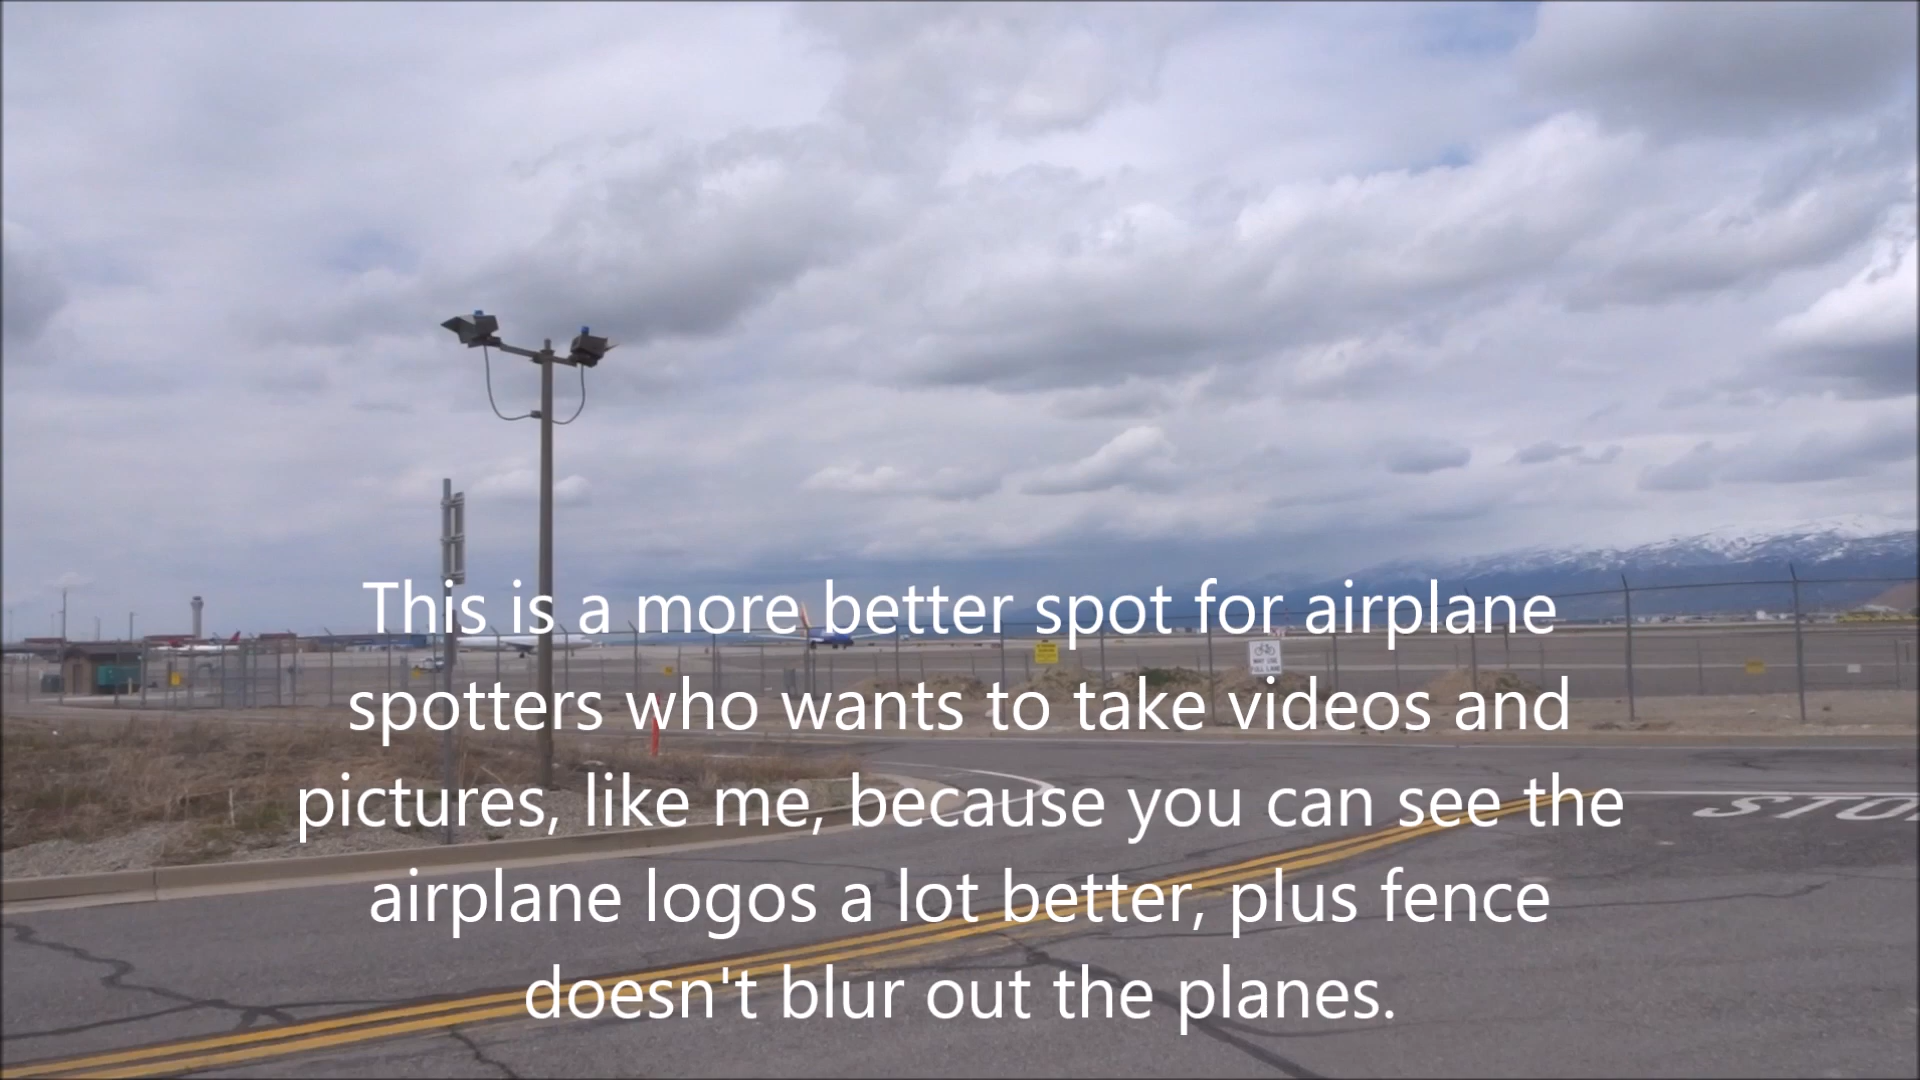 This is a more better spot for airplane
spotters who wants to take videos and
pictures, like me, because you can see the
airplane logos a lot better, plus fence
doesn't blur out the planes.